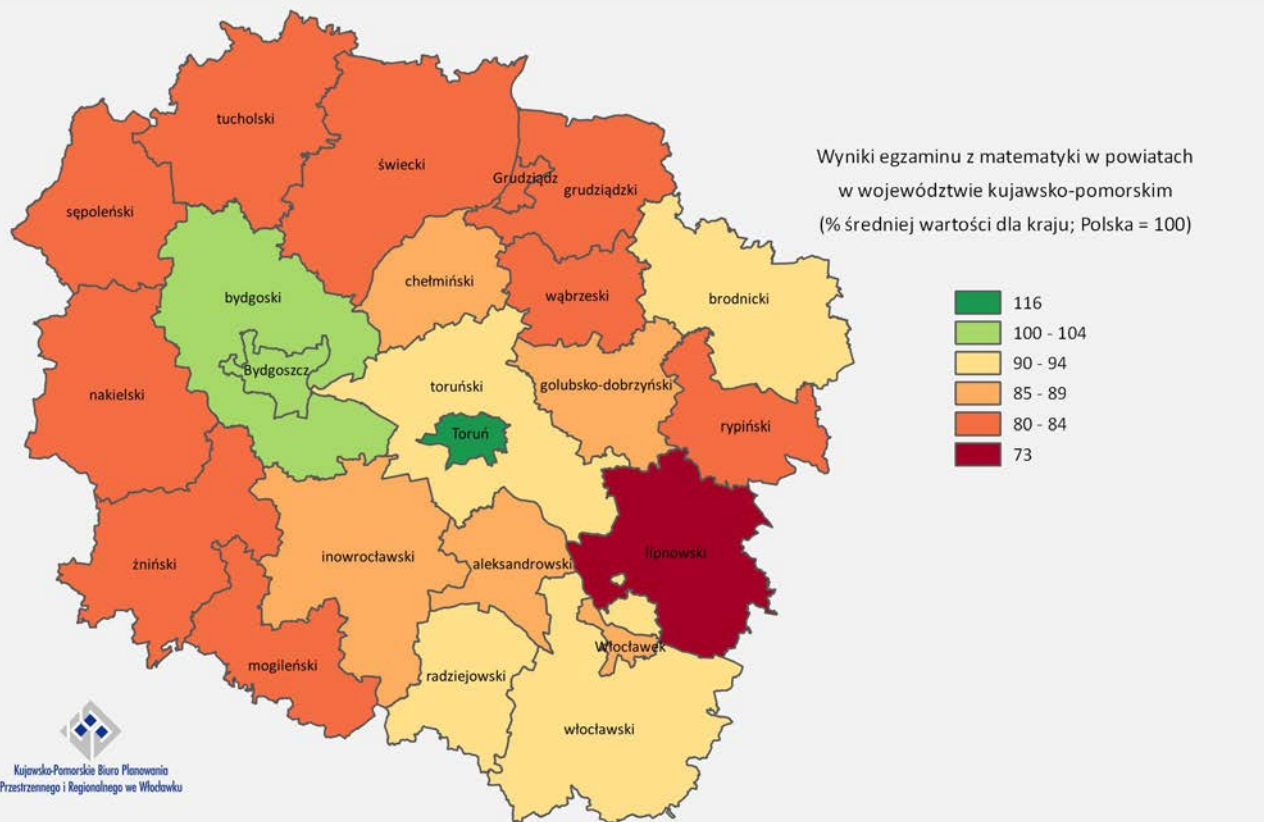 tucholski
świecki
Grudziądz
grudziądzki
sępoleński
Wyniki egzaminu z matematyki w powiatach
w województwie kujawsko-pomorskim
(% średniej wartości dla kraju; Polska = 100)
chełmiński
wąbrzeski
brodnicki
bydgoski
116
100 - 104
90 - 94
85 - 89
80 - 84
73
Bydgoszcz
toruński
golubsko-dobrzyński
nakielski
rypiński
Toruń
lipnowski
inowrocławski
aleksandrowski
żniński
Włocławek
mogileński
radziejowski
włocławski
Kujawsko-Pomorskie Biuro Planowania
Przestrzennego i Regionalnego we Włocławku